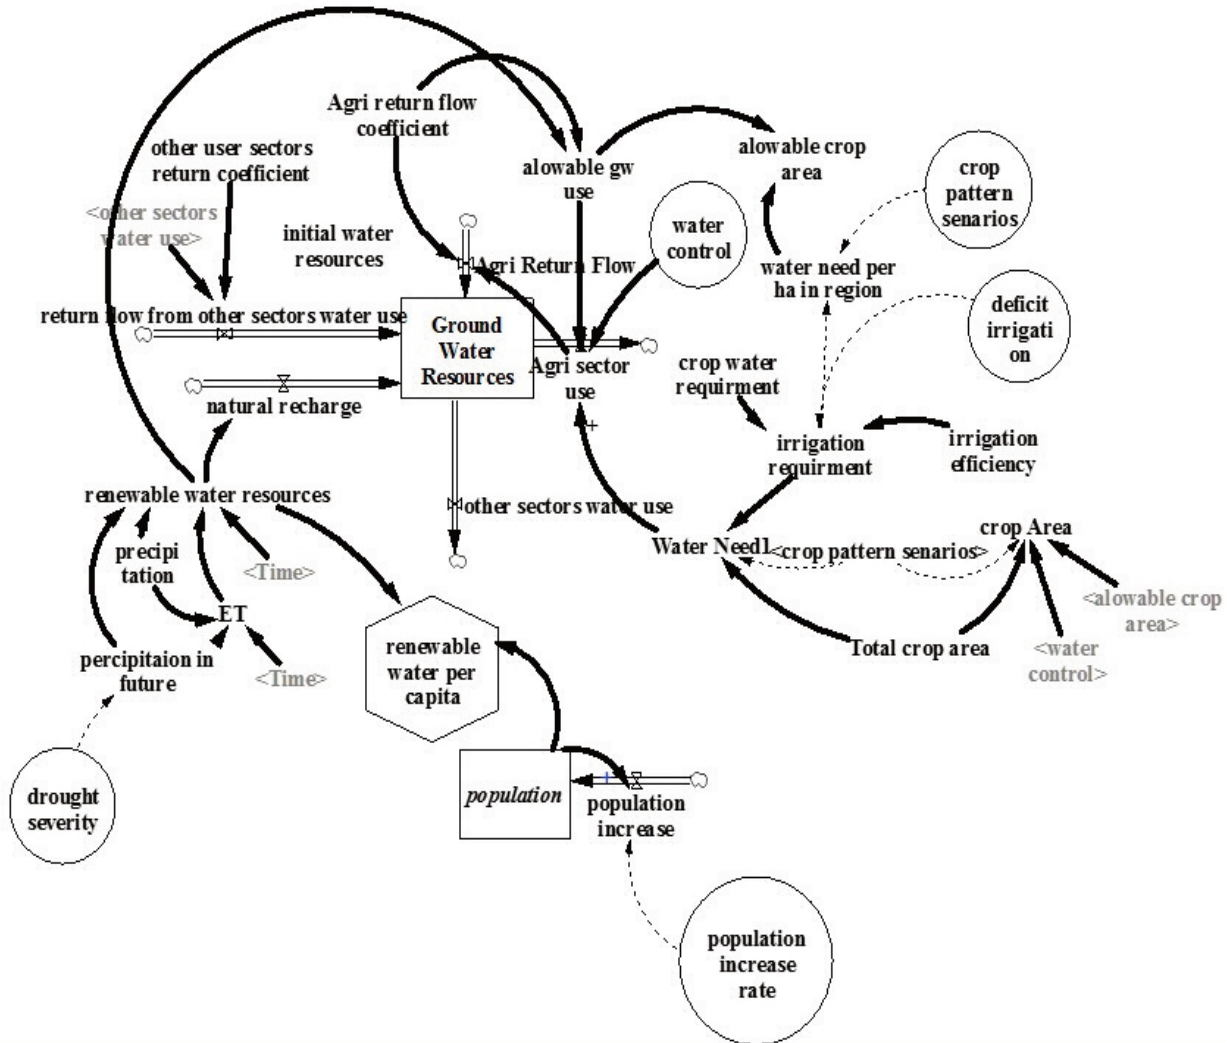 Agri return flow
coefficient
other user sectors
return coefficient
<other sectors
water use>
initial water
resources
alowable gw
use
alowable crop
area
crop
pattern
senarios
water
control
Agri Return Flow
water need per
ha in region
deficit
irrigati
on
return flow from other sectors water use
Ground
Water
Resources
Agri sector
use
+
crop water
requirment
natural recharge
irrigation
requirment
irrigation
efficiency
renewable water resources
other sectors water use
precipi
tation
<Time>
Water Need1
<crop pattern senarios>
crop Area
<alowable crop
area>
ET
percipitaion in
future
<Time>
renewable
water per
capita
Total crop area
<water
control>
drought
severity
population
+
population
increase
population
increase
rate